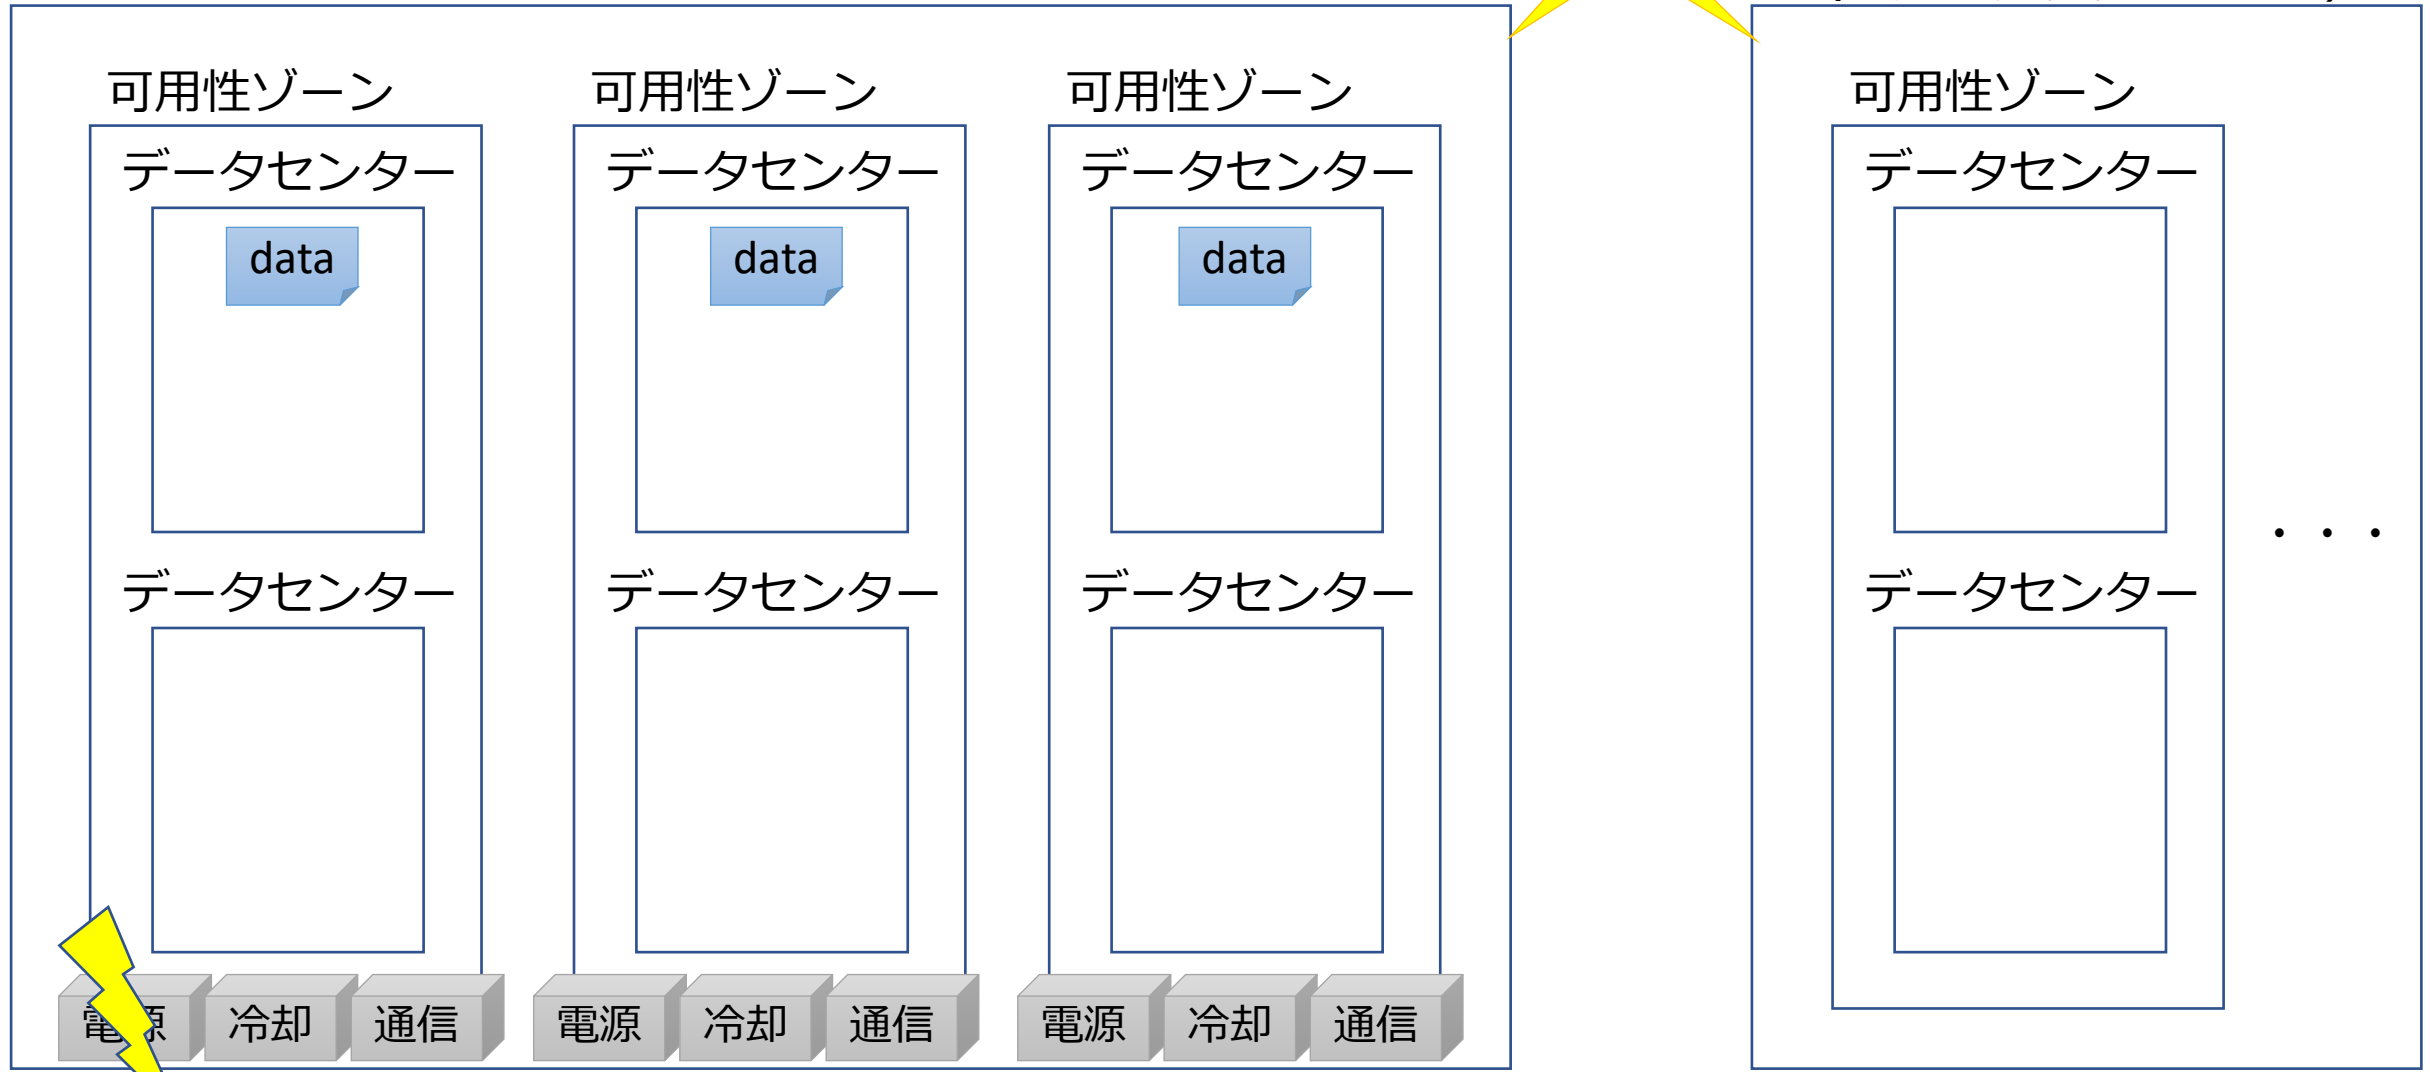 可用性ゾーン 可用性ゾーン 可用性ゾーン 可用性ゾーン
データセンター データセンター データセンター データセンター
data data data
・・・
データセンター データセンター データセンター データセンター
電源 冷却 通信 電源 冷却 通信 電源 冷却 通信